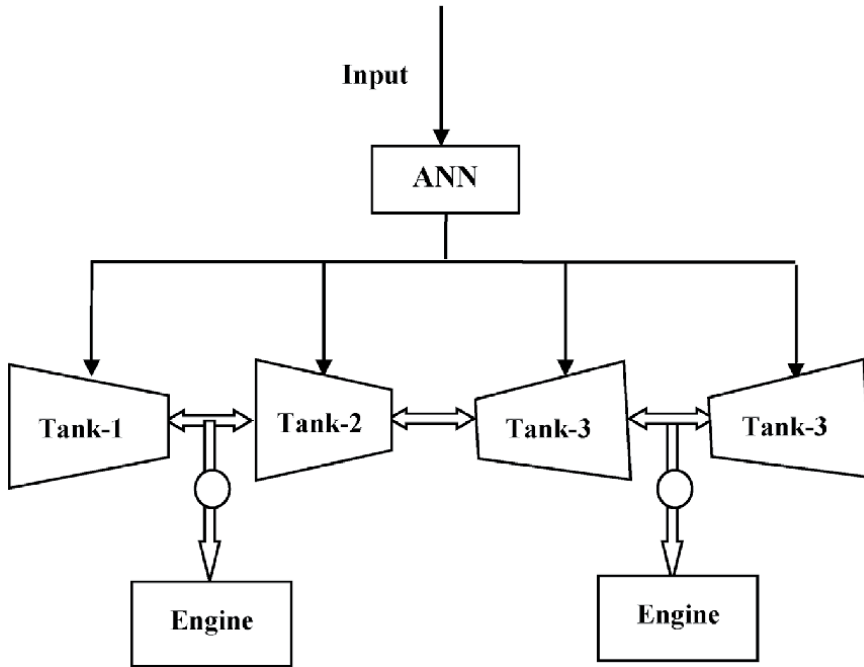 Input
ANN
Tank-1
Tank-2
Tank-3
Tank-3
Engine
Engine